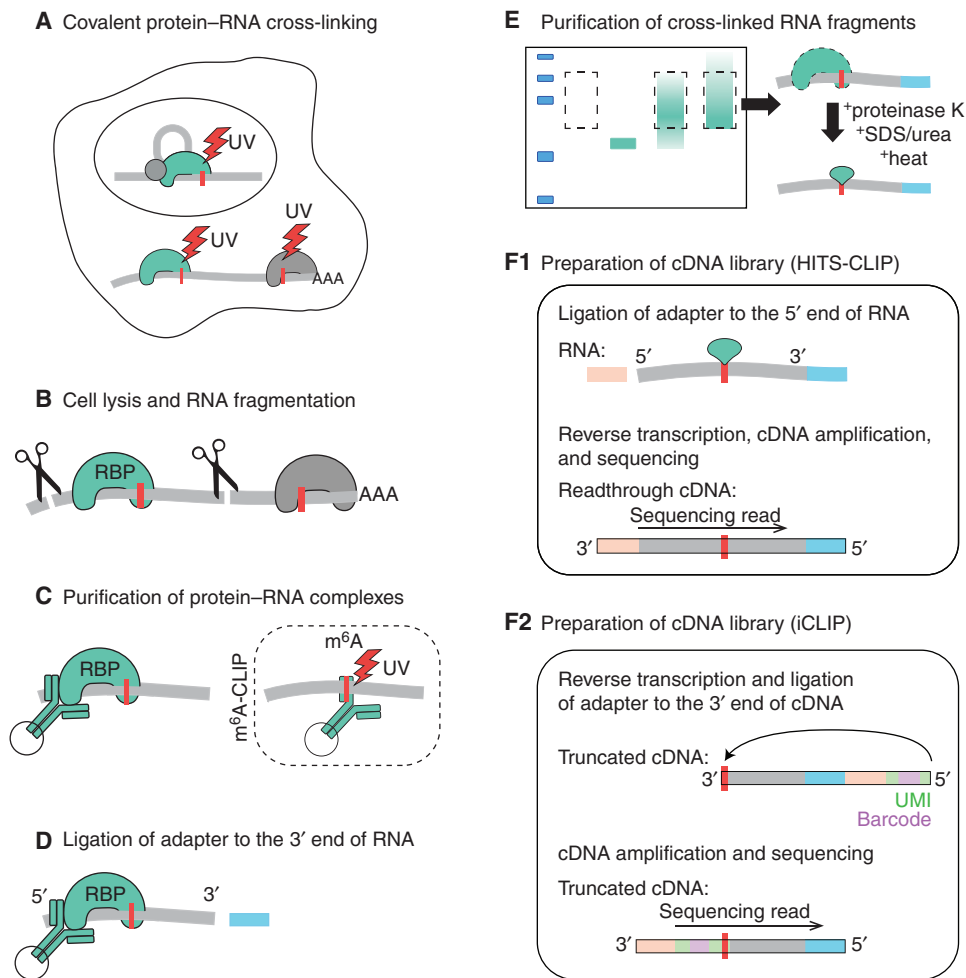 A Covalent protein–RNA cross-linking
UV
UV
UV
AAA
B Cell lysis and RNA fragmentation
RBP
AAA
C Purification of protein–RNA complexes
RBP
m⁶A-CLIP
m⁶A
UV
D Ligation of adapter to the 3′ end of RNA
5′
RBP
3′
E Purification of cross-linked RNA fragments
+proteinase K
+SDS/urea
+heat
F1 Preparation of cDNA library (HITS-CLIP)
Ligation of adapter to the 5′ end of RNA
RNA:
5′
3′
Reverse transcription, cDNA amplification,
and sequencing
Readthrough cDNA:
Sequencing read
3′
5′
F2 Preparation of cDNA library (iCLIP)
Reverse transcription and ligation
of adapter to the 3′ end of cDNA
Truncated cDNA:
3′
5′
UMI
Barcode
cDNA amplification and sequencing
Truncated cDNA:
Sequencing read
3′
5′